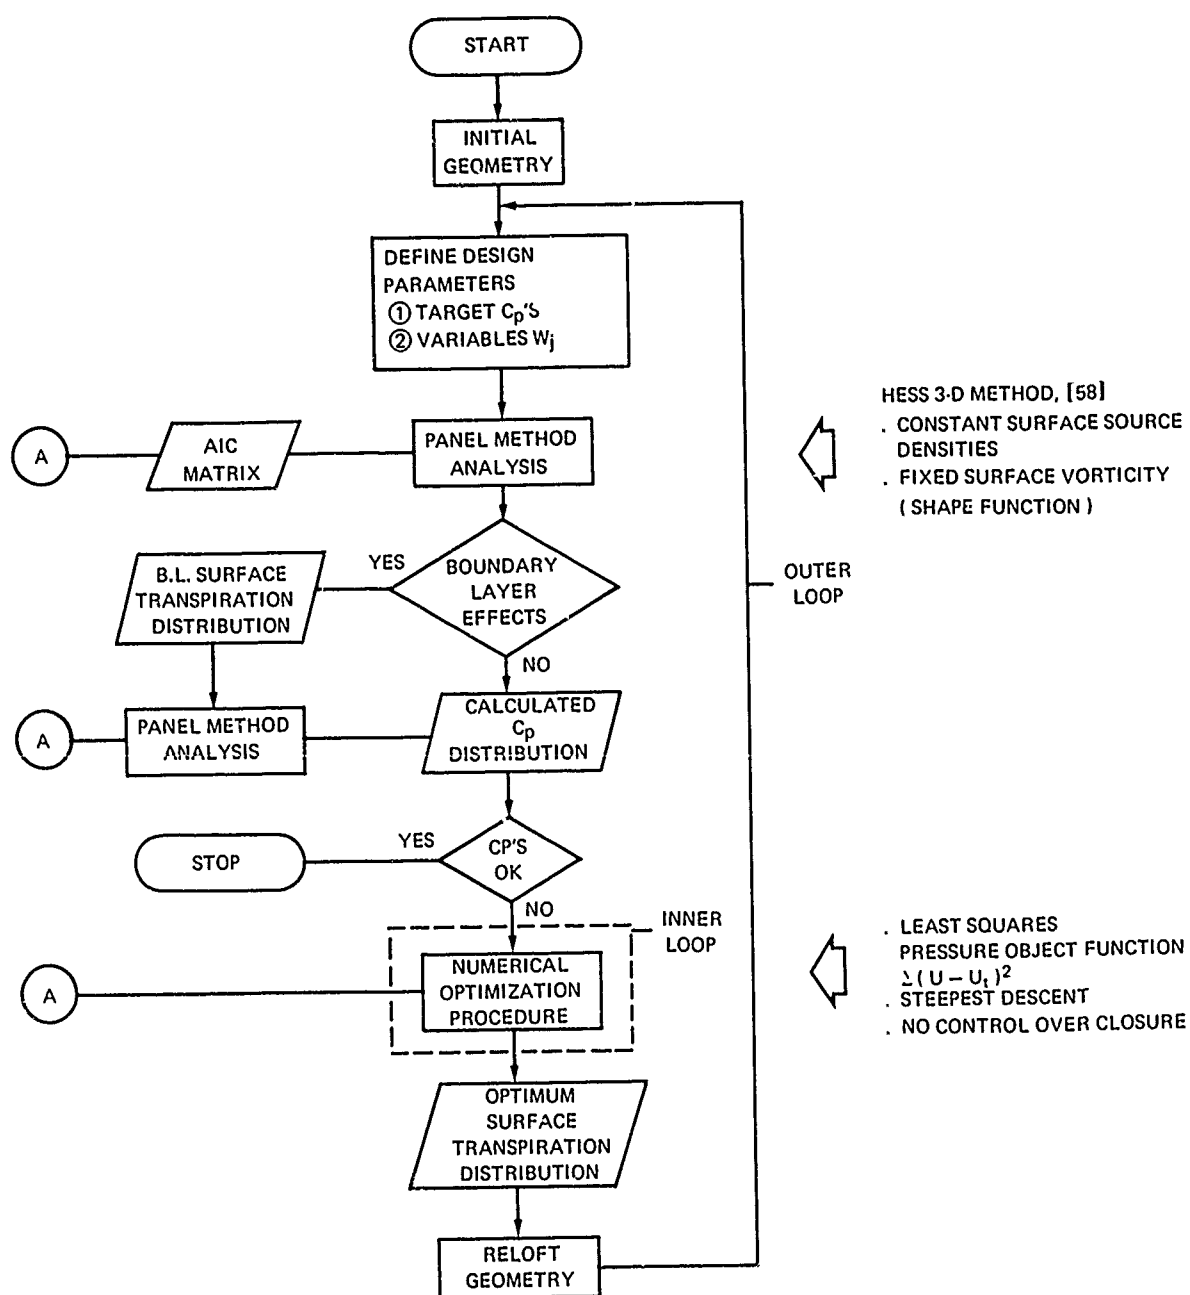 START
INITIAL
GEOMETRY
DEFINE DESIGN
PARAMETERS
① TARGET Cp'S
② VARIABLES Wj
A
AIC
MATRIX
PANEL METHOD
ANALYSIS
HESS 3-D METHOD, [58]
. CONSTANT SURFACE SOURCE
DENSITIES
. FIXED SURFACE VORTICITY
( SHAPE FUNCTION )
YES
B.L. SURFACE
TRANSPIRATION
DISTRIBUTION
BOUNDARY
LAYER
EFFECTS
OUTER
LOOP
NO
A
PANEL METHOD
ANALYSIS
CALCULATED
Cp
DISTRIBUTION
STOP
YES
CP'S
OK
NO
INNER
LOOP
A
NUMERICAL
OPTIMIZATION
PROCEDURE
. LEAST SQUARES
PRESSURE OBJECT FUNCTION
Σ ( U – Ut )2
. STEEPEST DESCENT
. NO CONTROL OVER CLOSURE
OPTIMUM
SURFACE
TRANSPIRATION
DISTRIBUTION
RELOFT
GEOMETRY